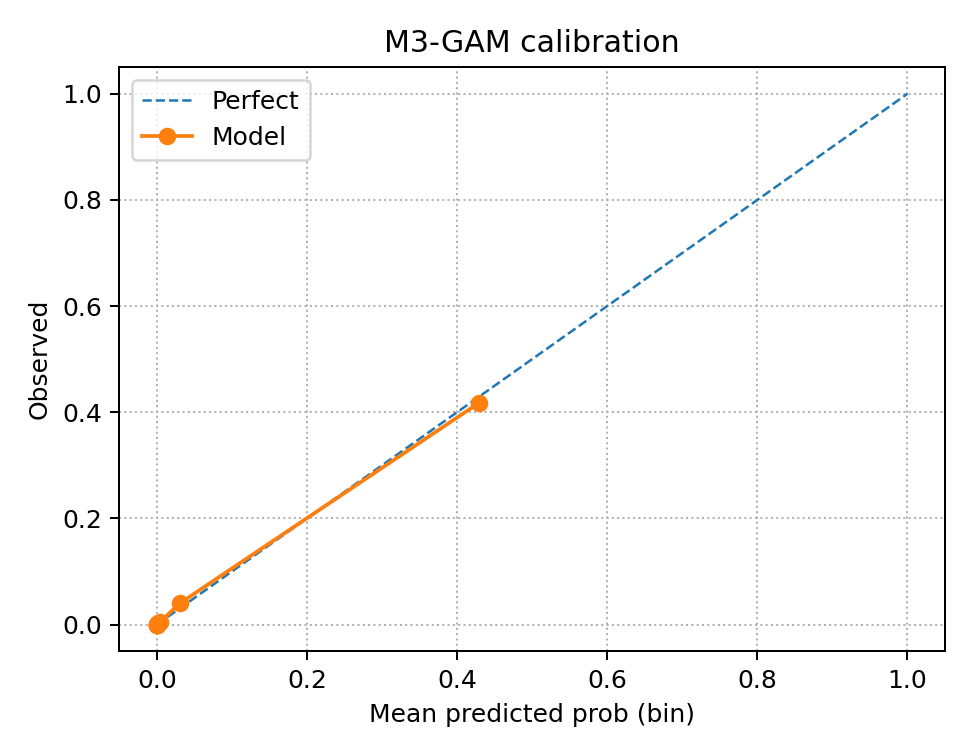 M3-GAM calibration
Perfect
Model
1.0
0.8
0.6
0.4
0.2
0.0
Observed
0.0 0.2 0.4 0.6 0.8 1.0
Mean predicted prob (bin)